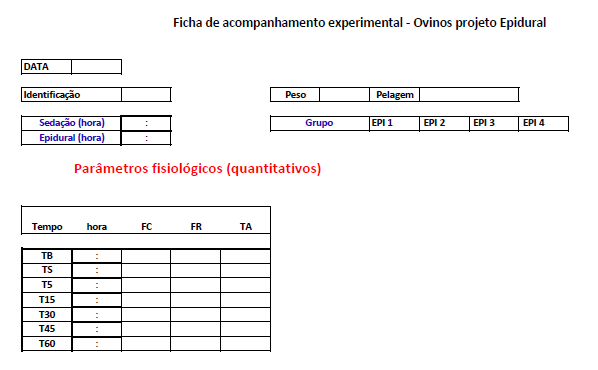 Ficha de acompanhamento experimental - Ovinos projeto Epidural
DATA
Identificação Peso Pelagem
Sedação (hora) : Grupo EPI 1 EPI 2 EPI 3 EPI 4
Epidural (hora) :
Parâmetros fisiológicos (quantitativos)
Tempo hora FC FR TA
TB :
TS :
T5 :
T15 :
T30 :
T45 :
T60 :